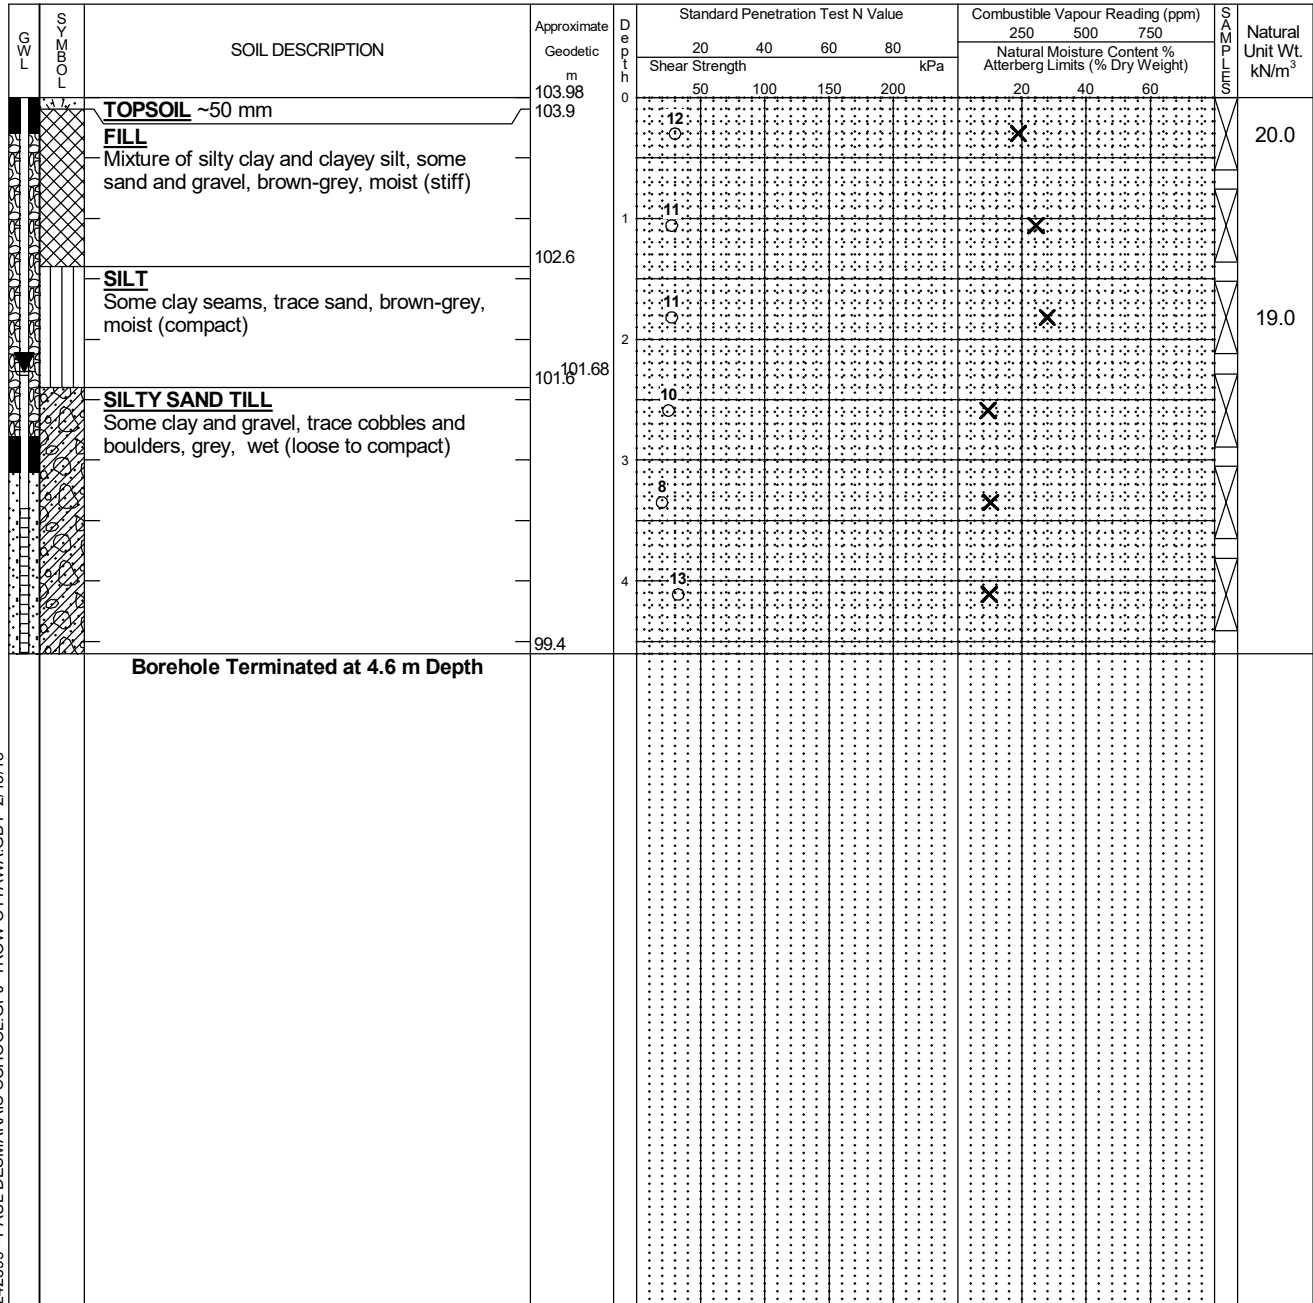 GWL
SYMBOL
SOIL DESCRIPTION
Approximate
Geodetic
m
103.98
Depth
Standard Penetration Test N Value
20 40 60 80
Shear Strength kPa
50 100 150 200
Combustible Vapour Reading (ppm)
250 500 750
Natural Moisture Content %
Atterberg Limits (% Dry Weight)
20 40 60
SAMPLES
Natural
Unit Wt.
kN/m³
0
TOPSOIL ~50 mm
103.9
FILL
Mixture of silty clay and clayey silt, some
sand and gravel, brown-grey, moist (stiff)
12
20.0
1
11
102.6
SILT
Some clay seams, trace sand, brown-grey,
moist (compact)
11
19.0
2
101.68
101.6
SILTY SAND TILL
Some clay and gravel, trace cobbles and
boulders, grey, wet (loose to compact)
10
3
8
4
13
99.4
Borehole Terminated at 4.6 m Depth